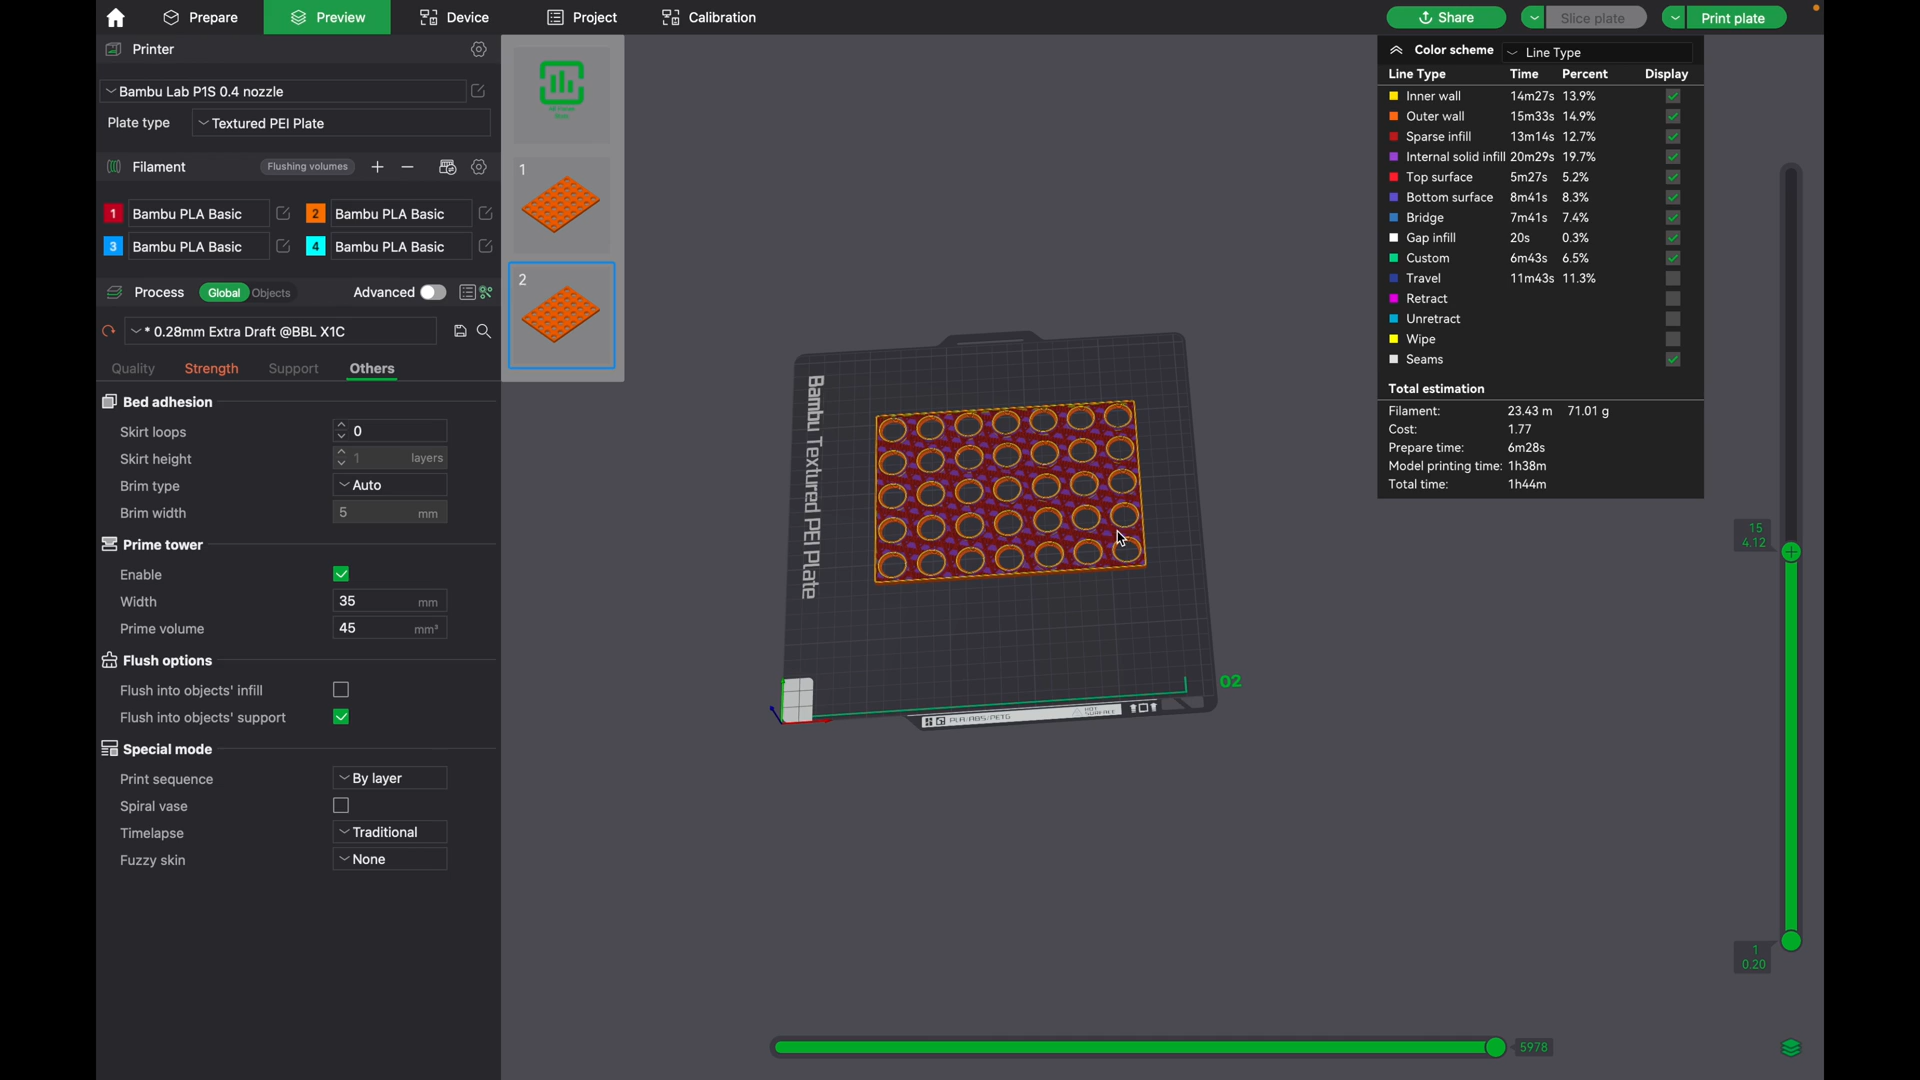 Prepare
Preview
Device
Project
Calibration
Share
Slice plate
Print plate
Printer
Bambu Lab P1S 0.4 nozzle
Plate type
Textured PEI Plate
Filament
Flushing volumes
1 Bambu PLA Basic
2 Bambu PLA Basic
3 Bambu PLA Basic
4 Bambu PLA Basic
Process
Global
Objects
Advanced
* 0.28mm Extra Draft @BBL X1C
Quality
Strength
Support
Others
Bed adhesion
Skirt loops 0
Skirt height 1 layers
Brim type Auto
Brim width 5 mm
Prime tower
Enable
Width 35 mm
Prime volume 45 mm³
Flush options
Flush into objects' infill
Flush into objects' support
Special mode
Print sequence By layer
Spiral vase
Timelapse Traditional
Fuzzy skin None
1
2
Bambu Textured PEI Plate
PLA/ABS/PETG
HOT SURFACE
02
Color scheme Line Type
Line Type Time Percent Display
Inner wall 14m27s 13.9%
Outer wall 15m33s 14.9%
Sparse infill 13m14s 12.7%
Internal solid infill 20m29s 19.7%
Top surface 5m27s 5.2%
Bottom surface 8m41s 8.3%
Bridge 7m41s 7.4%
Gap infill 20s 0.3%
Custom 6m43s 6.5%
Travel 11m43s 11.3%
Retract
Unretract
Wipe
Seams
Total estimation
Filament: 23.43 m 71.01 g
Cost: 1.77
Prepare time: 6m28s
Model printing time: 1h38m
Total time: 1h44m
15
4.12
1
0.20
5978